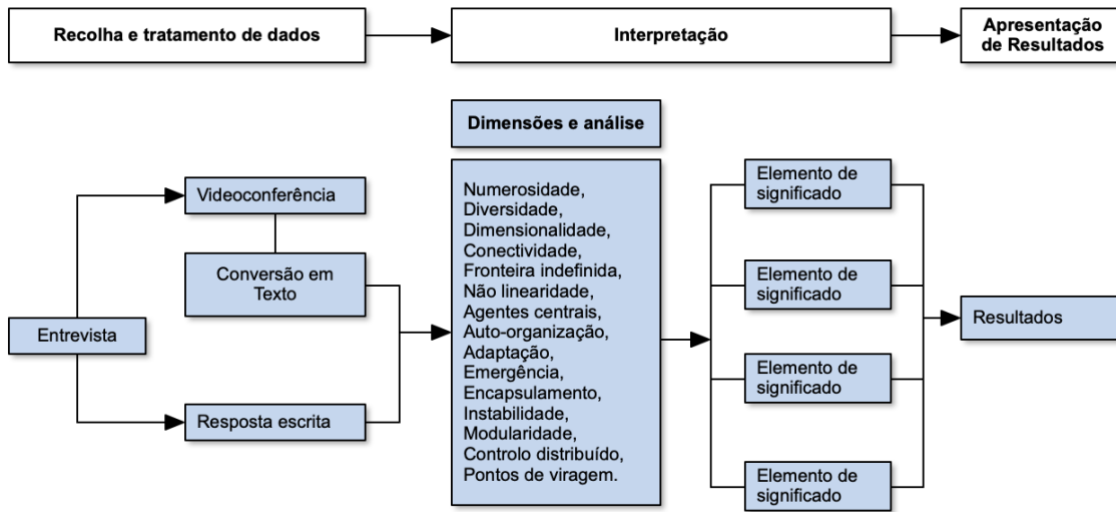 Recolha e tratamento de dados
Interpretação
Apresentação
de Resultados
Dimensões e análise
Entrevista
Videoconferência
Conversão em
Texto
Resposta escrita
Numerosidade,
Diversidade,
Dimensionalidade,
Conectividade,
Fronteira indefinida,
Não linearidade,
Agentes centrais,
Auto-organização,
Adaptação,
Emergência,
Encapsulamento,
Instabilidade,
Modularidade,
Controlo distribuído,
Pontos de viragem.
Elemento de
significado
Elemento de
significado
Elemento de
significado
Elemento de
significado
Resultados